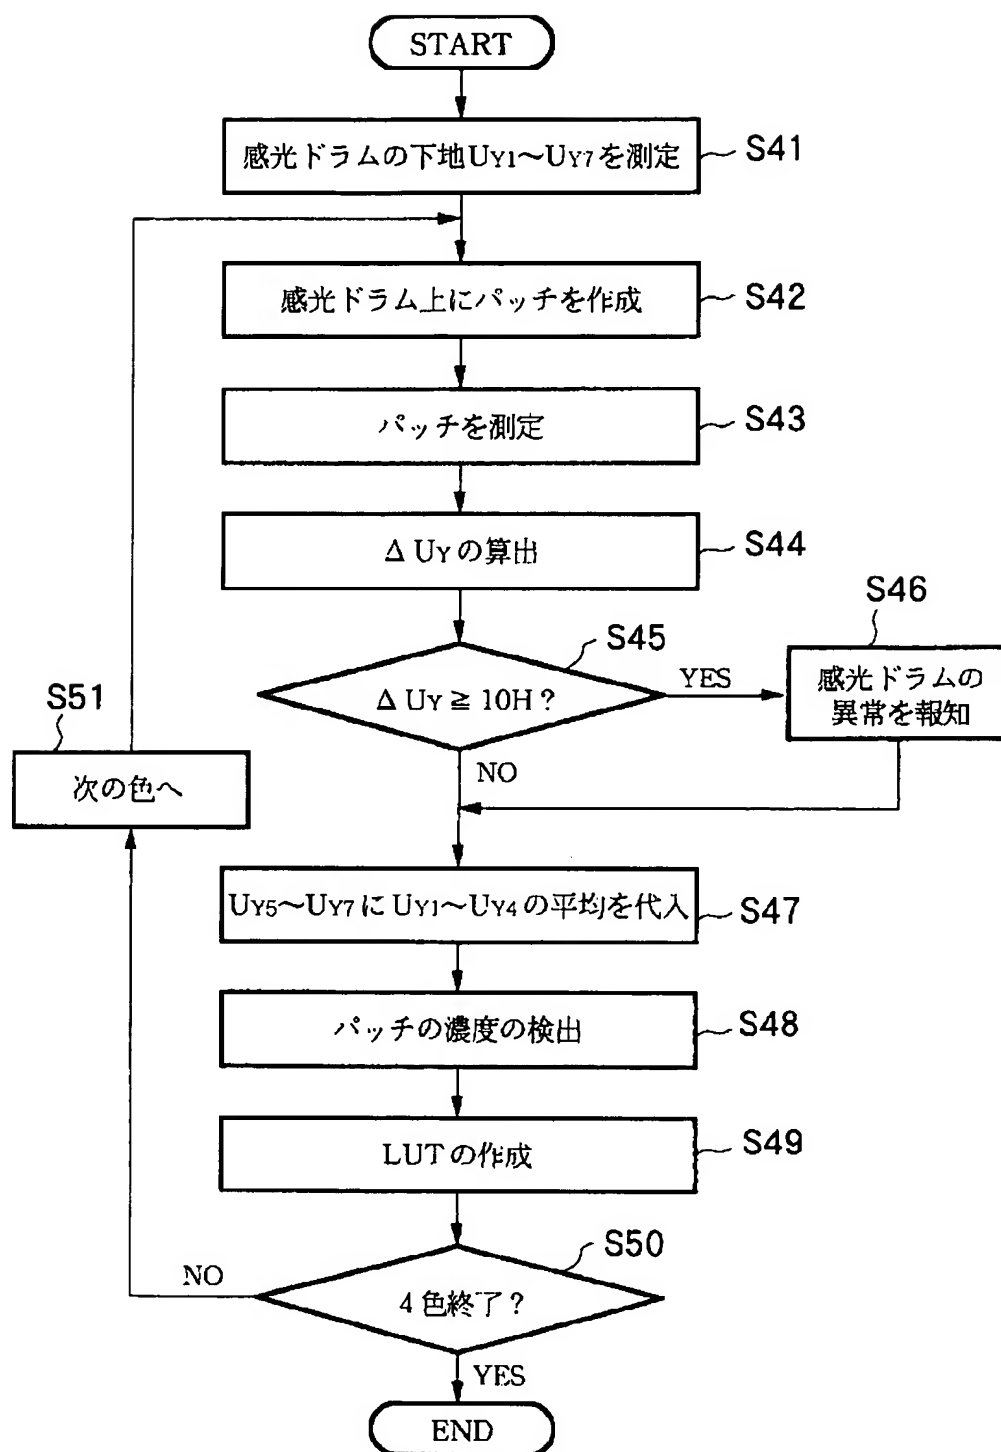 START
感光ドラムの下地UY1〜UY7を測定
S41
感光ドラム上にパッチを作成
S42
パッチを測定
S43
Δ UYの算出
S44
S45
Δ UY ≧ 10H ?
YES
NO
S46
感光ドラムの
異常を報知
S51
次の色へ
UY5〜UY7にUY1〜UY4の平均を代入
S47
パッチの濃度の検出
S48
LUTの作成
S49
S50
4色終了?
NO
YES
END